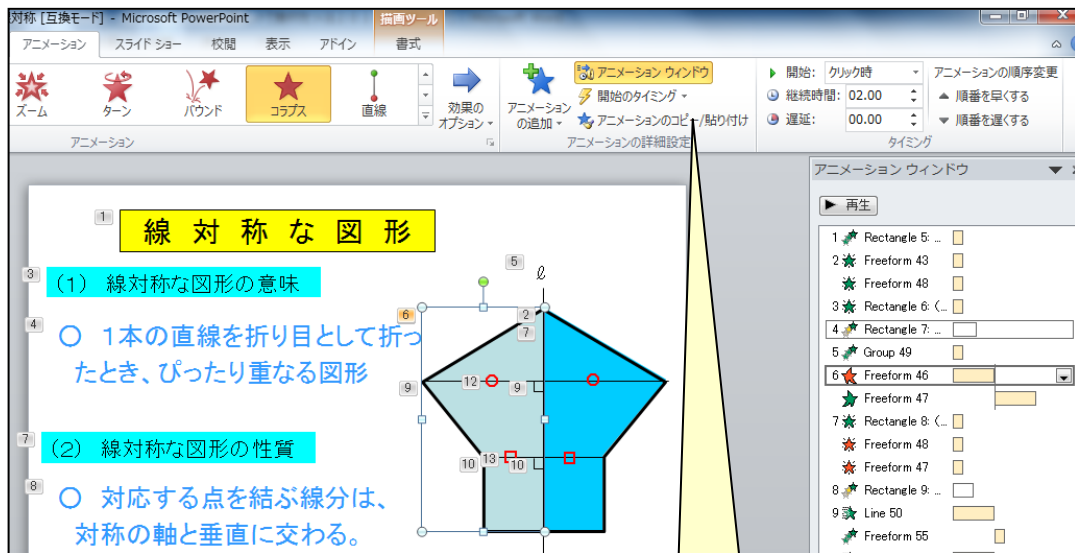 対称 [互換モード] - Microsoft PowerPoint
描画ツール
アニメーション スライド ショー 校閲 表示 アドイン 書式
ズーム ターン バウンド コラプス 直線
効果の
オプション
アニメーション
の追加
アニメーション ウィンドウ
開始のタイミング
アニメーションのコピー/貼り付け
開始: クリック時
継続時間: 02.00
遅延: 00.00
アニメーションの順序変更
順番を早くする
順番を遅くする
アニメーション アニメーションの詳細設定 タイミング
1 線対称な図形
3 (1) 線対称な図形の意味
4 ○ 1本の直線を折り目として折っ
たとき、ぴったり重なる図形
7 (2) 線対称な図形の性質
8 ○ 対応する点を結ぶ線分は、
対称の軸と垂直に交わる。
5 ℓ
6 2
7
9 12 9
10 13 10
アニメーション ウィンドウ
再生
1 Rectangle 5: ...
2 Freeform 43
Freeform 48
3 Rectangle 6: (...
4 Rectangle 7: ...
5 Group 49
6 Freeform 46
Freeform 47
7 Rectangle 8: (...
Freeform 48
Freeform 47
8 Rectangle 9: ...
9 Line 50
Freeform 55